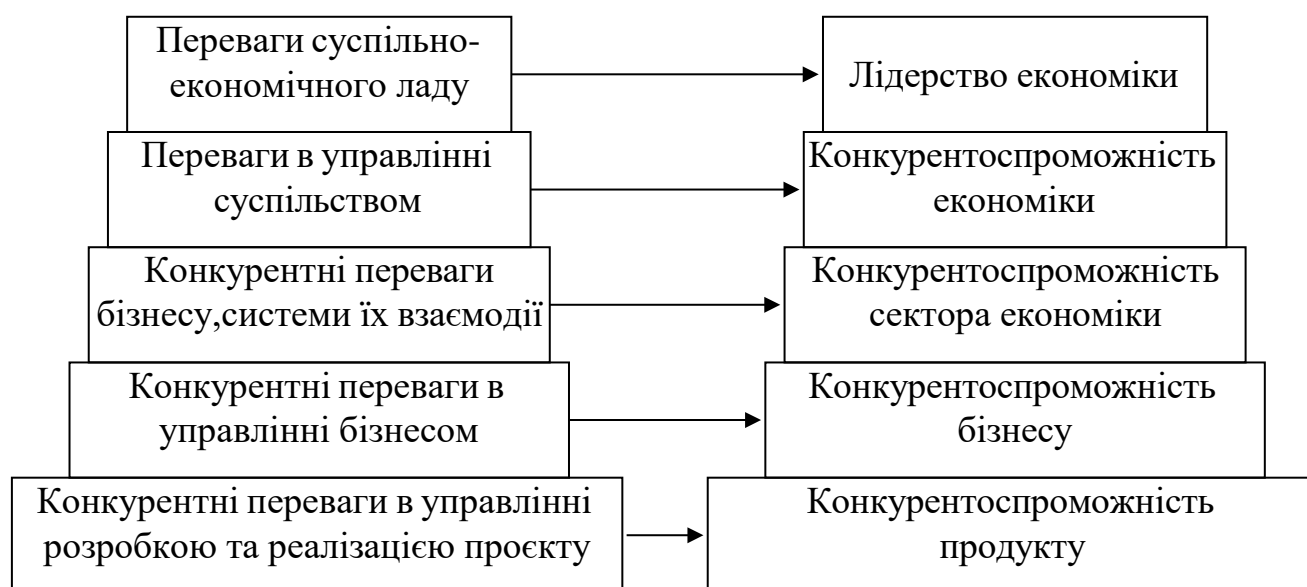 Переваги суспільно-
економічного ладу
Лідерство економіки
Переваги в управлінні
суспільством
Конкурентоспроможність
економіки
Конкурентні переваги
бізнесу,системи їх взаємодії
Конкурентоспроможність
сектора економіки
Конкурентні переваги в
управлінні бізнесом
Конкурентоспроможність
бізнесу
Конкурентні переваги в управлінні
розробкою та реалізацією проєкту
Конкурентоспроможність
продукту